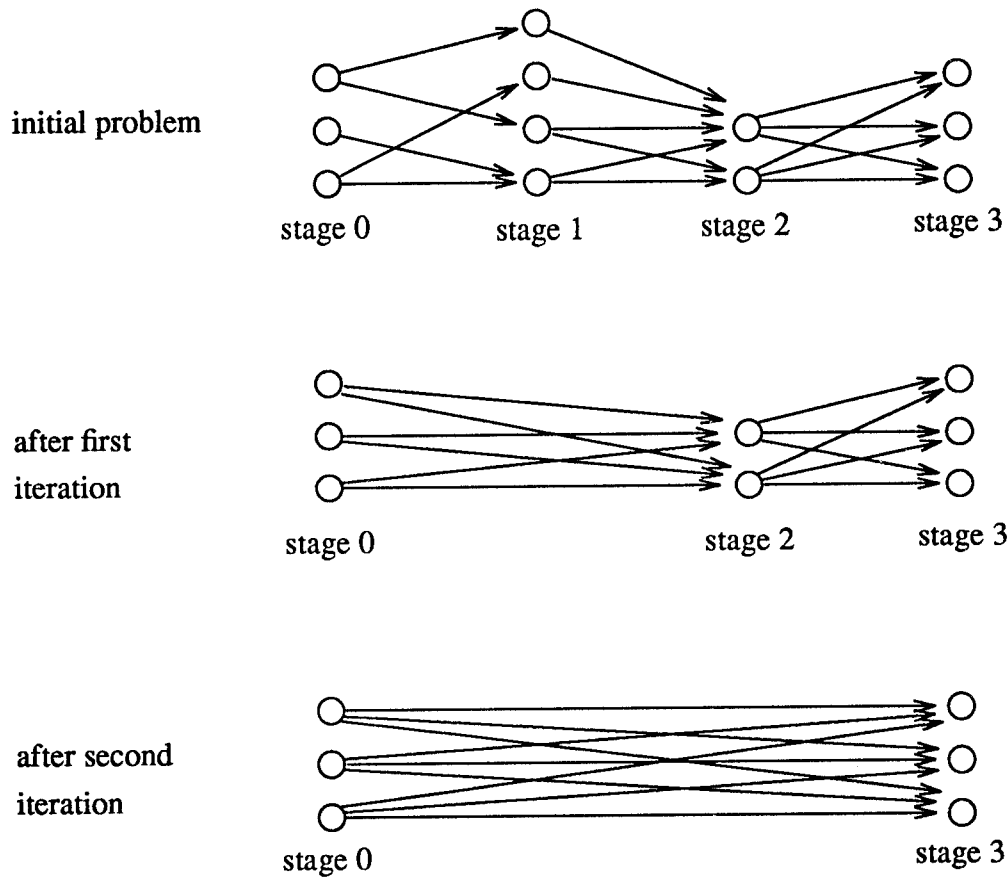 initial problem
stage 0
stage 1
stage 2
stage 3
after first
iteration
stage 0
stage 2
stage 3
after second
iteration
stage 0
stage 3